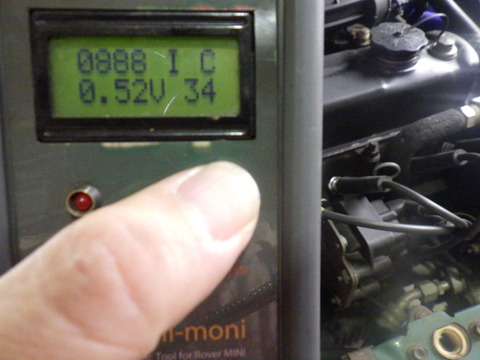 0888 I C
0.52V 34
i-moni
Tool for Rover MINI